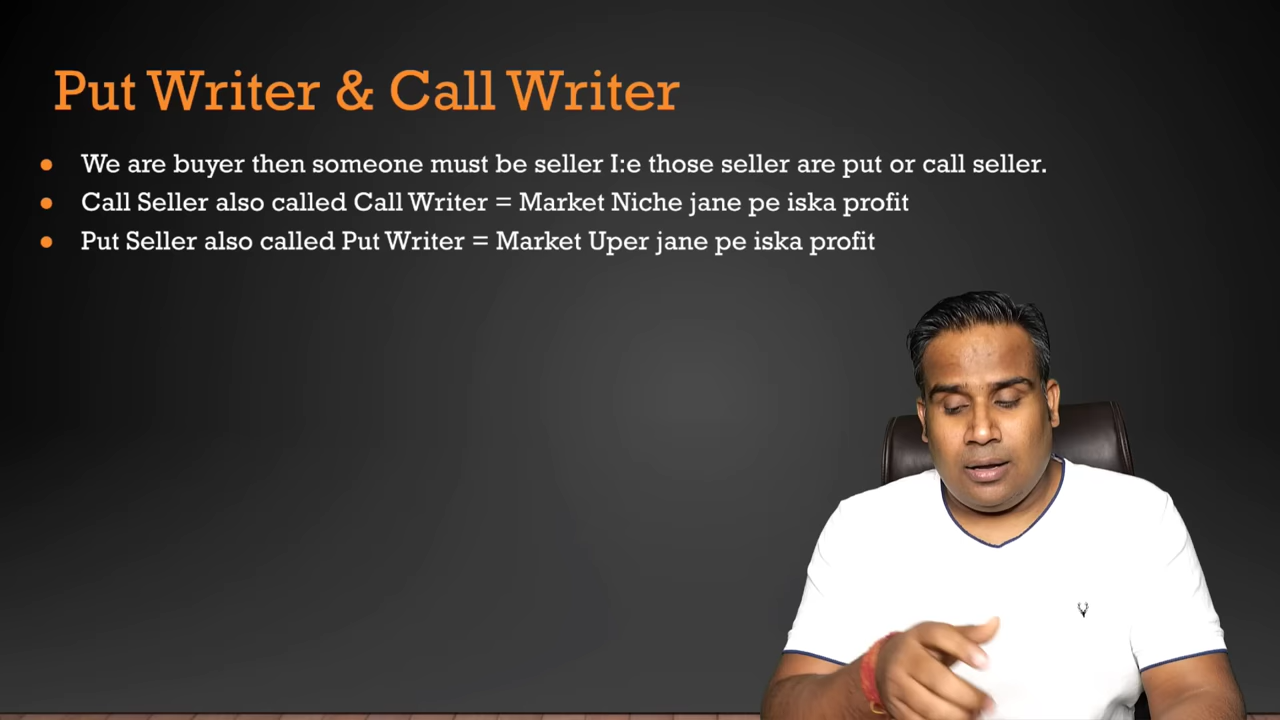 Put Writer & Call Writer
We are buyer then someone must be seller I:e those seller are put or call seller.
Call Seller also called Call Writer = Market Niche jane pe iska profit
Put Seller also called Put Writer = Market Uper jane pe iska profit